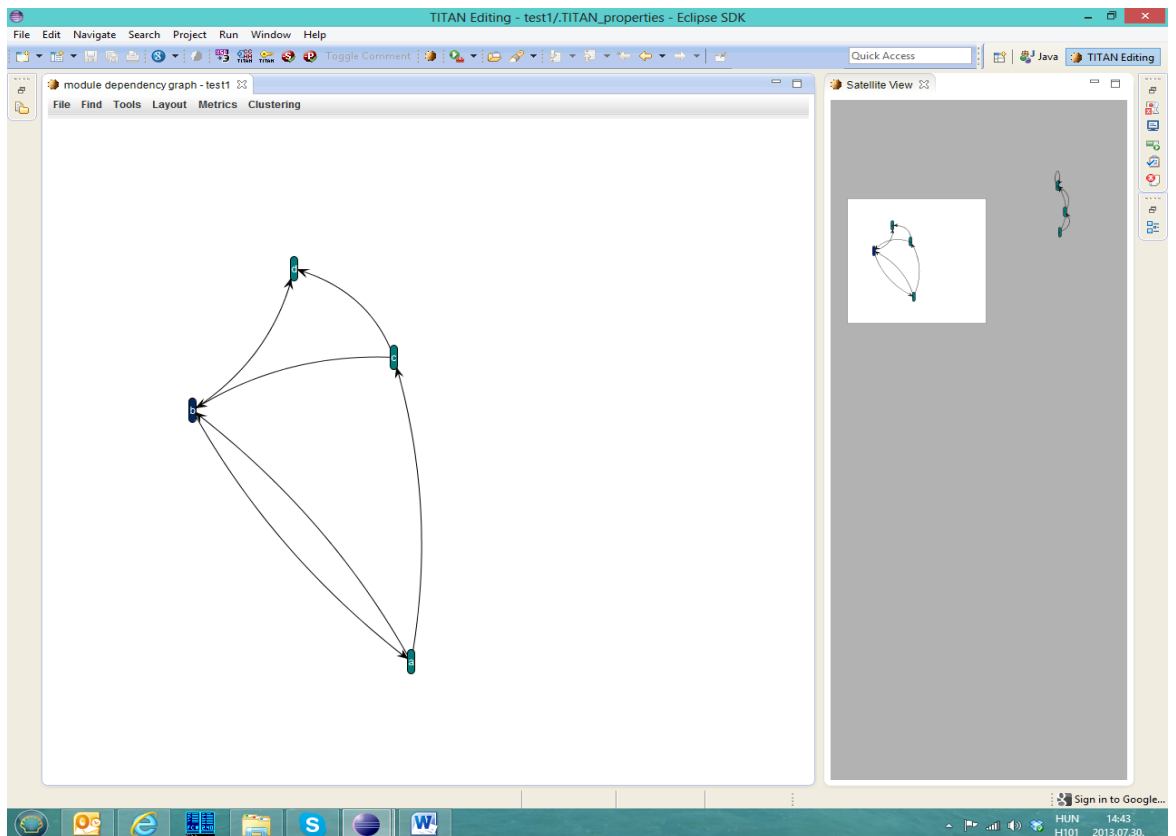 TITAN Editing - test1/.TITAN_properties - Eclipse SDK
File Edit Navigate Search Project Run Window Help
Toggle Comment
Quick Access
Java
TITAN Editing
module dependency graph - test1
Satellite View
File Find Tools Layout Metrics Clustering
d
c
b
a
Sign in to Google...
HUN 14:43
H101 2013.07.30.